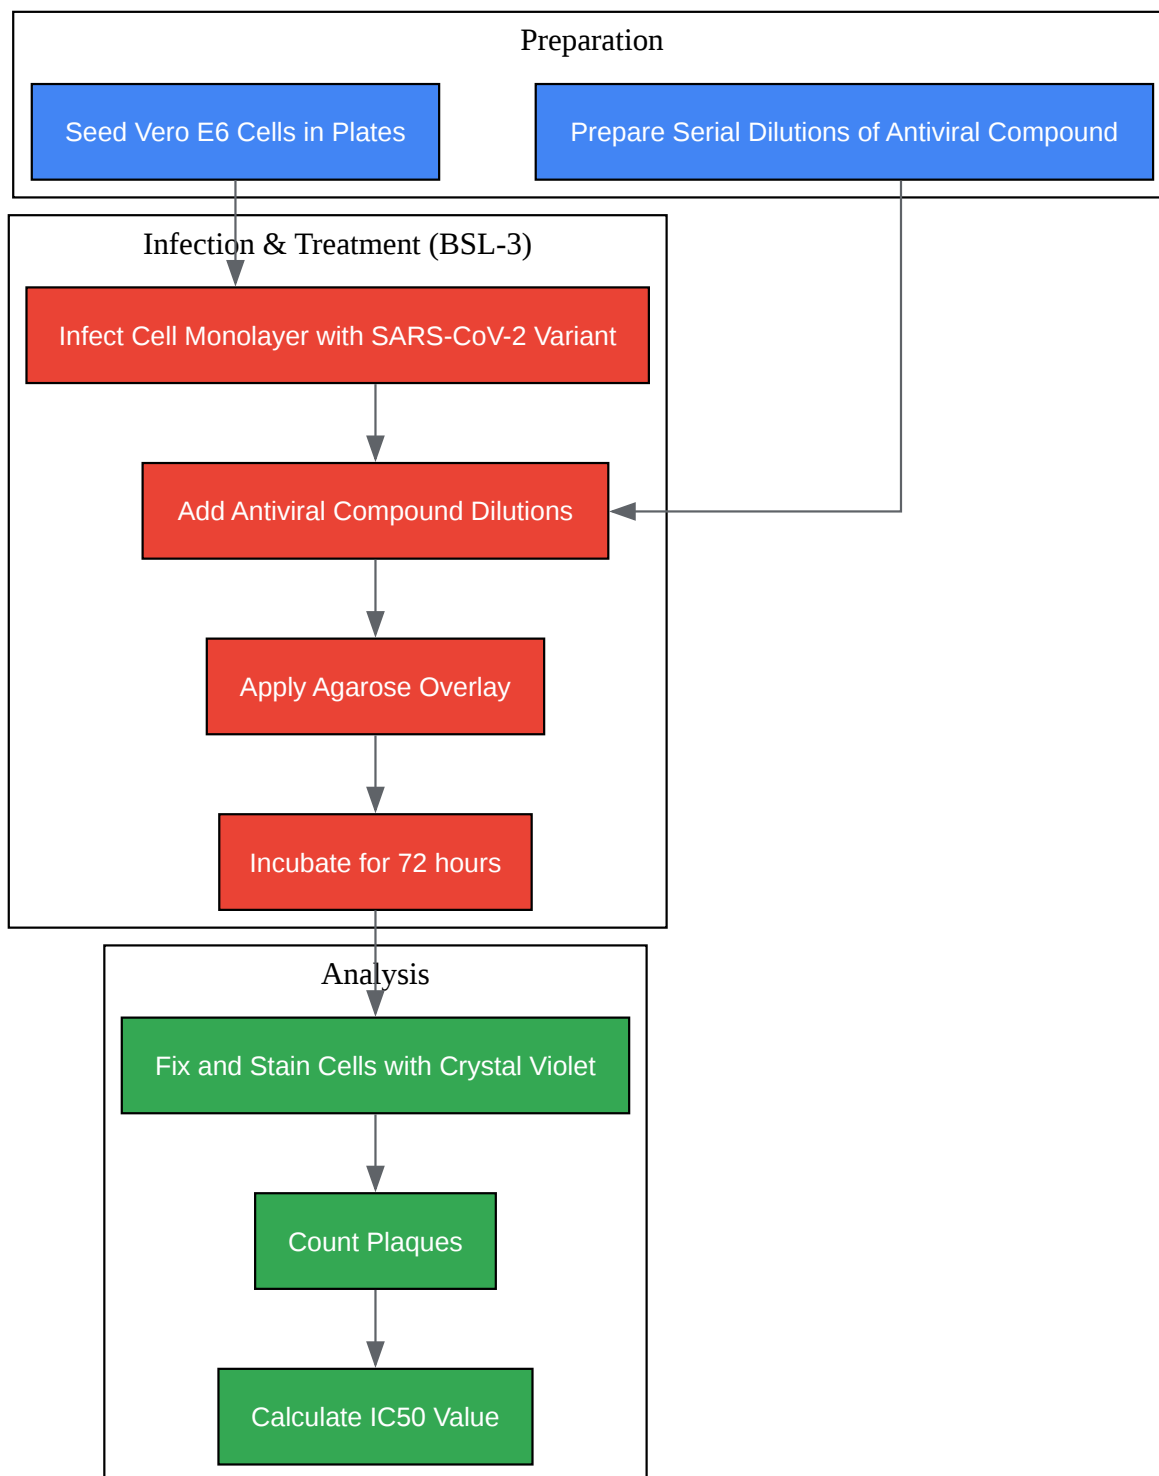 Preparation
Seed Vero E6 Cells in Plates
Prepare Serial Dilutions of Antiviral Compound
Infection & Treatment (BSL-3)
Infect Cell Monolayer with SARS-CoV-2 Variant
Add Antiviral Compound Dilutions
Apply Agarose Overlay
Incubate for 72 hours
Analysis
Fix and Stain Cells with Crystal Violet
Count Plaques
Calculate IC50 Value